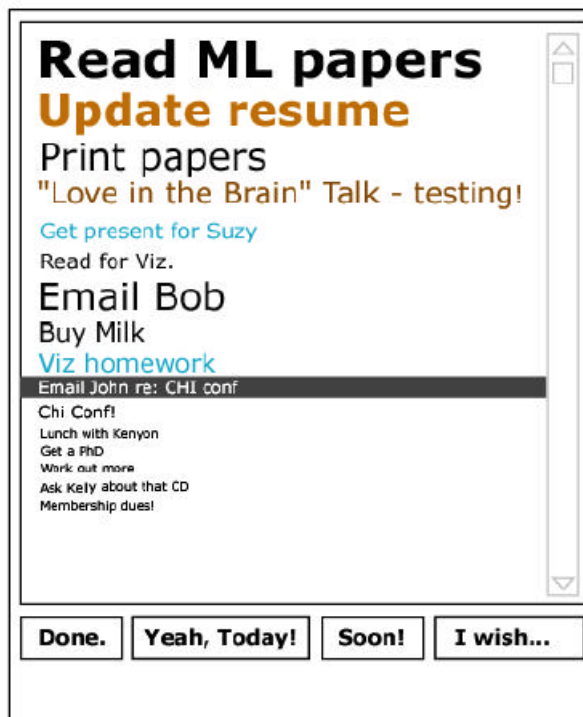 Read ML papers
Update resume
Print papers
"Love in the Brain" Talk - testing!
Get present for Suzy
Read for Viz.
Email Bob
Buy Milk
Viz homework
Email John re: CHI conf
Chi Conf!
Lunch with Kenyon
Get a PhD
Work out more
Ask Kelly about that CD
Membership dues!
Done. Yeah, Today! Soon! I wish...